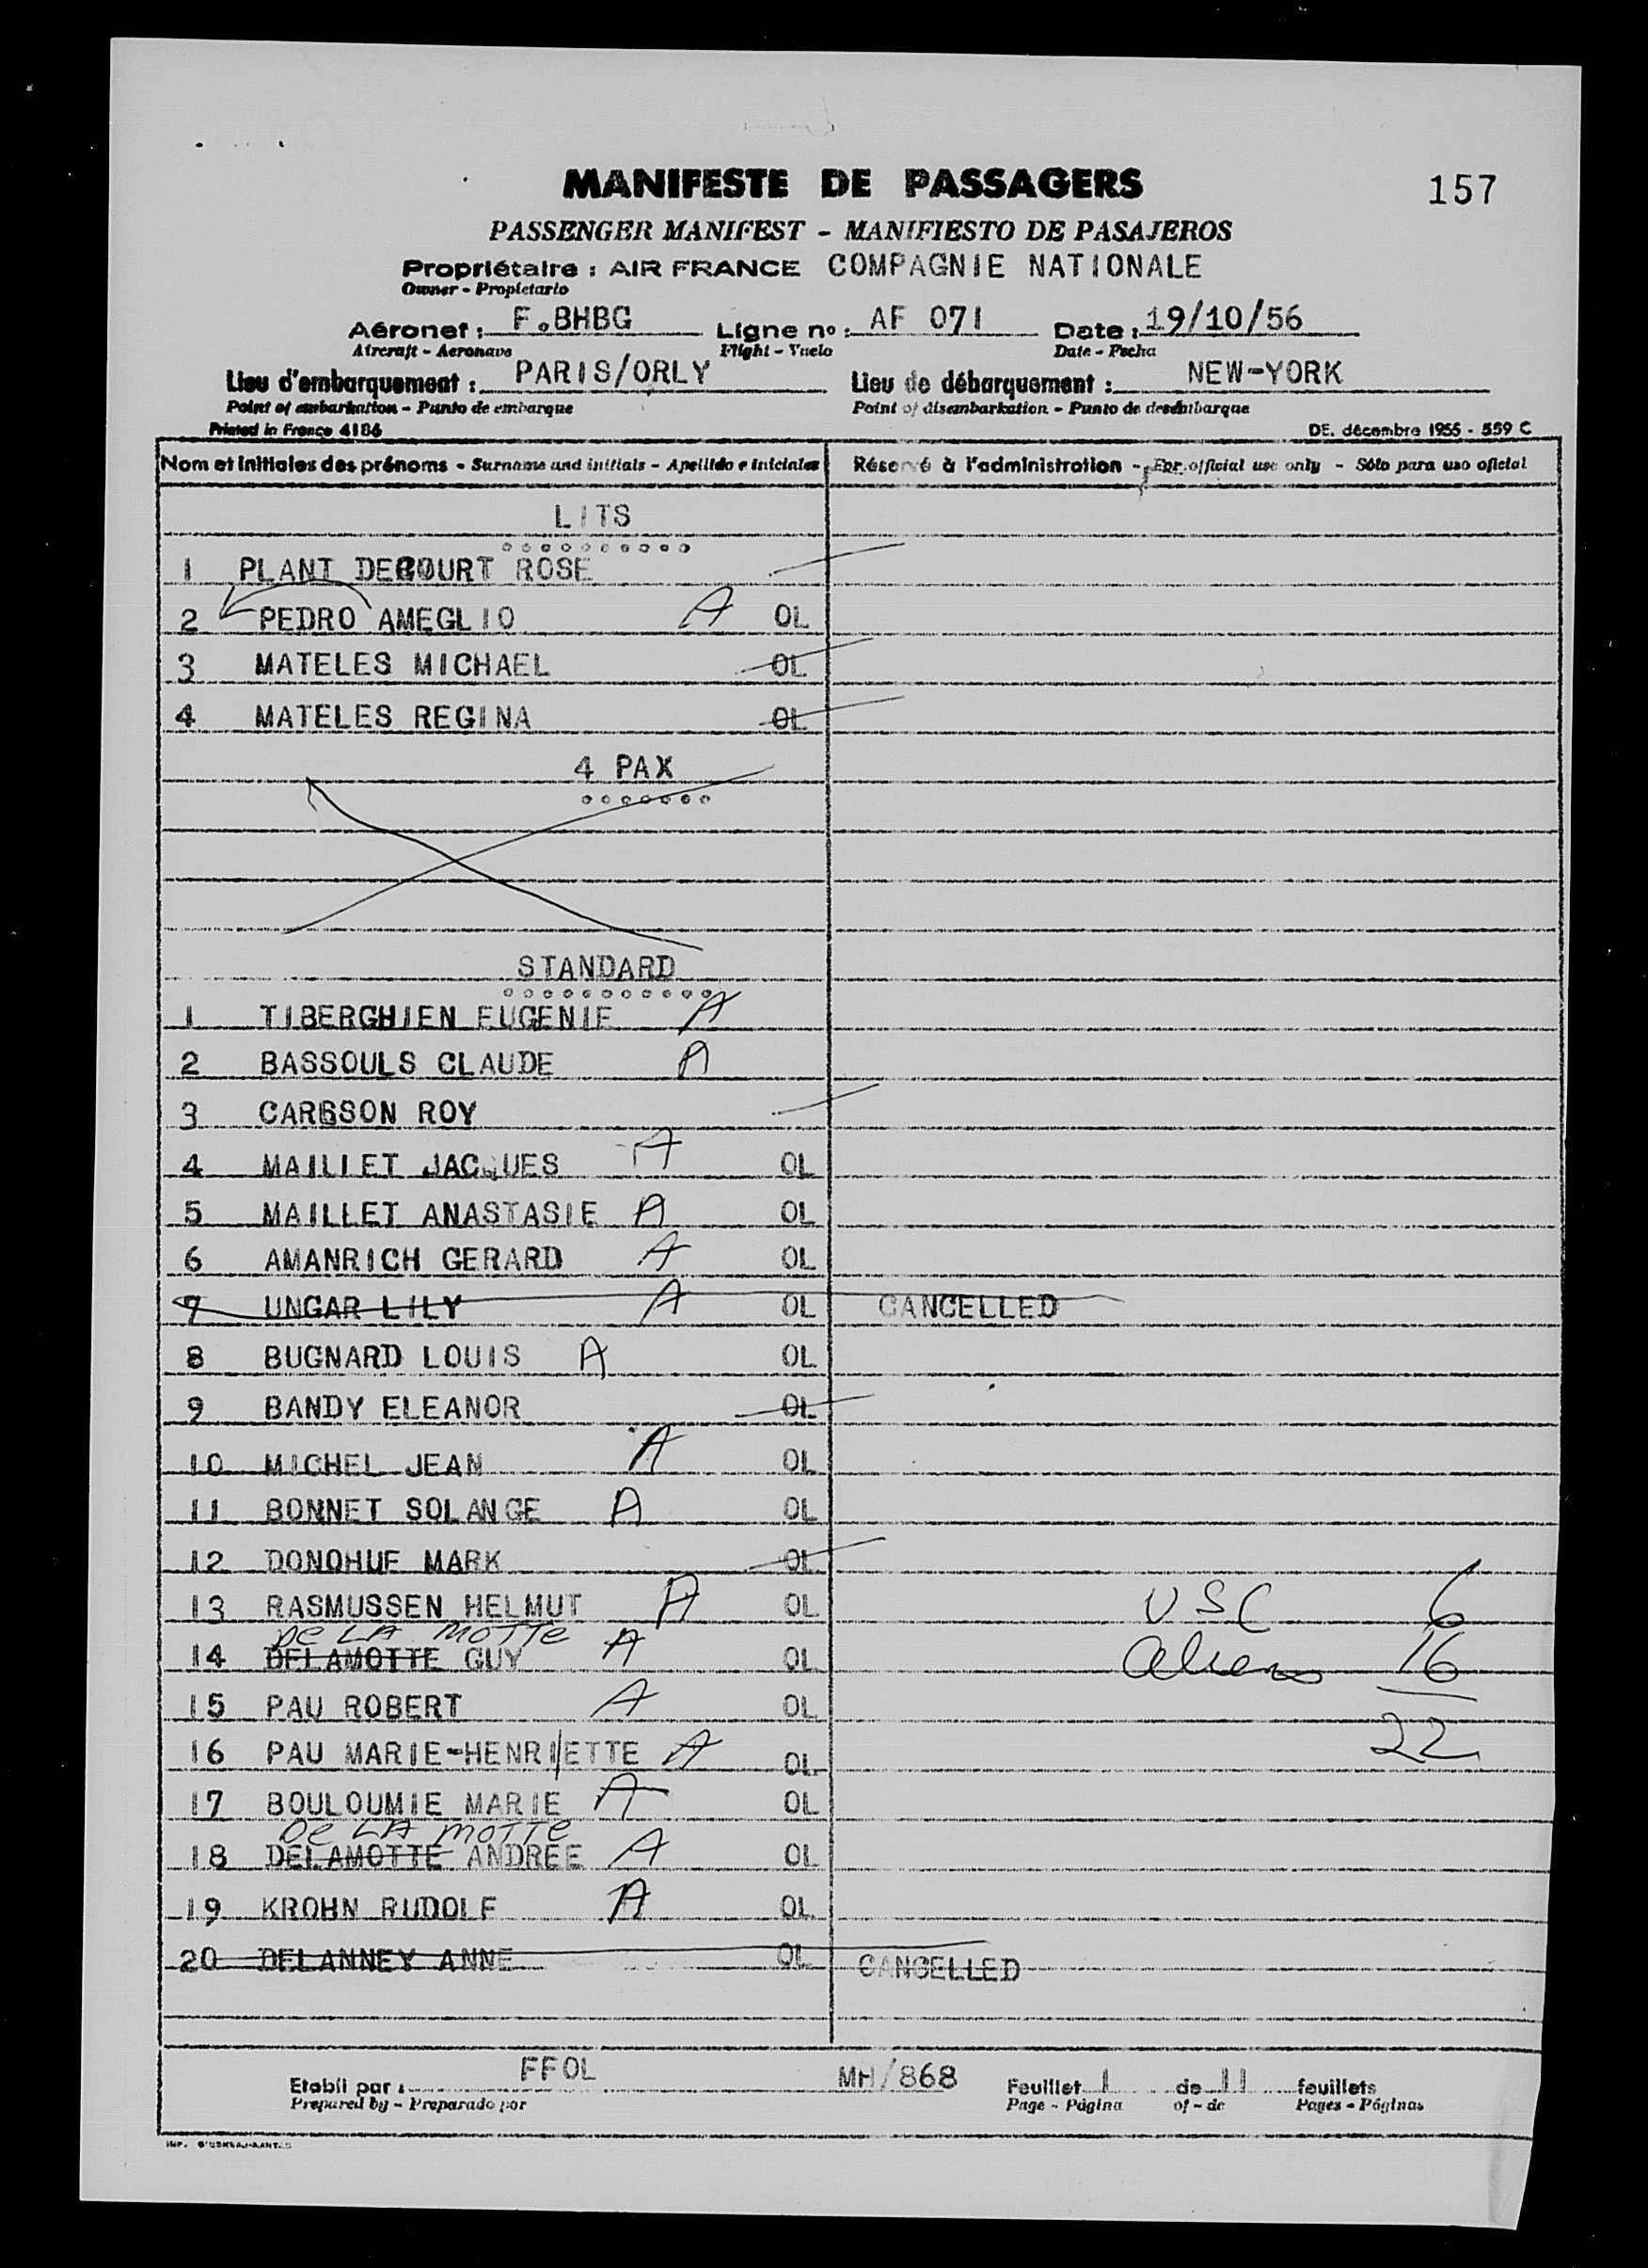 MANIFESTE DE PASSAGERS
157
PASSENGER MANIFEST - MANIFIESTO DE PASAJEROS
Propriétaire : AIR FRANCE COMPAGNIE NATIONALE
Owner - Propietario
Aéronef : F.BHBG Ligne n° : AF 071 Date : 19/10/56
Aircraft - Aeronave Flight - Vuelo Date - Fecha
Lieu d'embarquement : PARIS/ORLY Lieu de débarquement : NEW-YORK
Point of embarkation - Punto de embarque Point of disembarkation - Punto de desembarque
Printed in France 4186 DE. décembre 1955 - 559 C
Nom et initiales des prénoms - Surname and initials - Apellido e iniciales Réservé à l'administration - For official use only - Sólo para uso oficial
LITS
1 PLANT DECOURT ROSE
2 PEDRO AMEGLIO A OL
3 MATELES MICHAEL OL
4 MATELES REGINA OL
4 PAX
STANDARD
1 TIBERGHIEN EUGENIE A
2 BASSOULS CLAUDE A
3 CARSSON ROY
4 MAILLET JACQUES A OL
5 MAILLET ANASTASIE A OL
6 AMANRICH GERARD A OL
7 UNGAR LILY A OL CANCELLED
8 BUGNARD LOUIS A OL
9 BANDY ELEANOR OL
10 MICHEL JEAN A OL
11 BONNET SOLANGE A OL
12 DONOHUE MARK OL
13 RASMUSSEN HELMUT A OL USC 6
De LA MOTTe
14 DELAMOTTE GUY A OL aliens 16
15 PAU ROBERT A OL
22
16 PAU MARIE-HENRIETTE A OL
17 BOULOUMIE MARIE A OL
De LA MOTTe
18 DELAMOTTE ANDREE A OL
19 KROHN RUDOLF A OL
20 DELANNEY ANNE OL CANCELLED
Etabli par : FFOL MH/868 Feuillet 1 de 11 feuillets
Prepared by - Preparado por Page - Página of - de Pages - Páginas